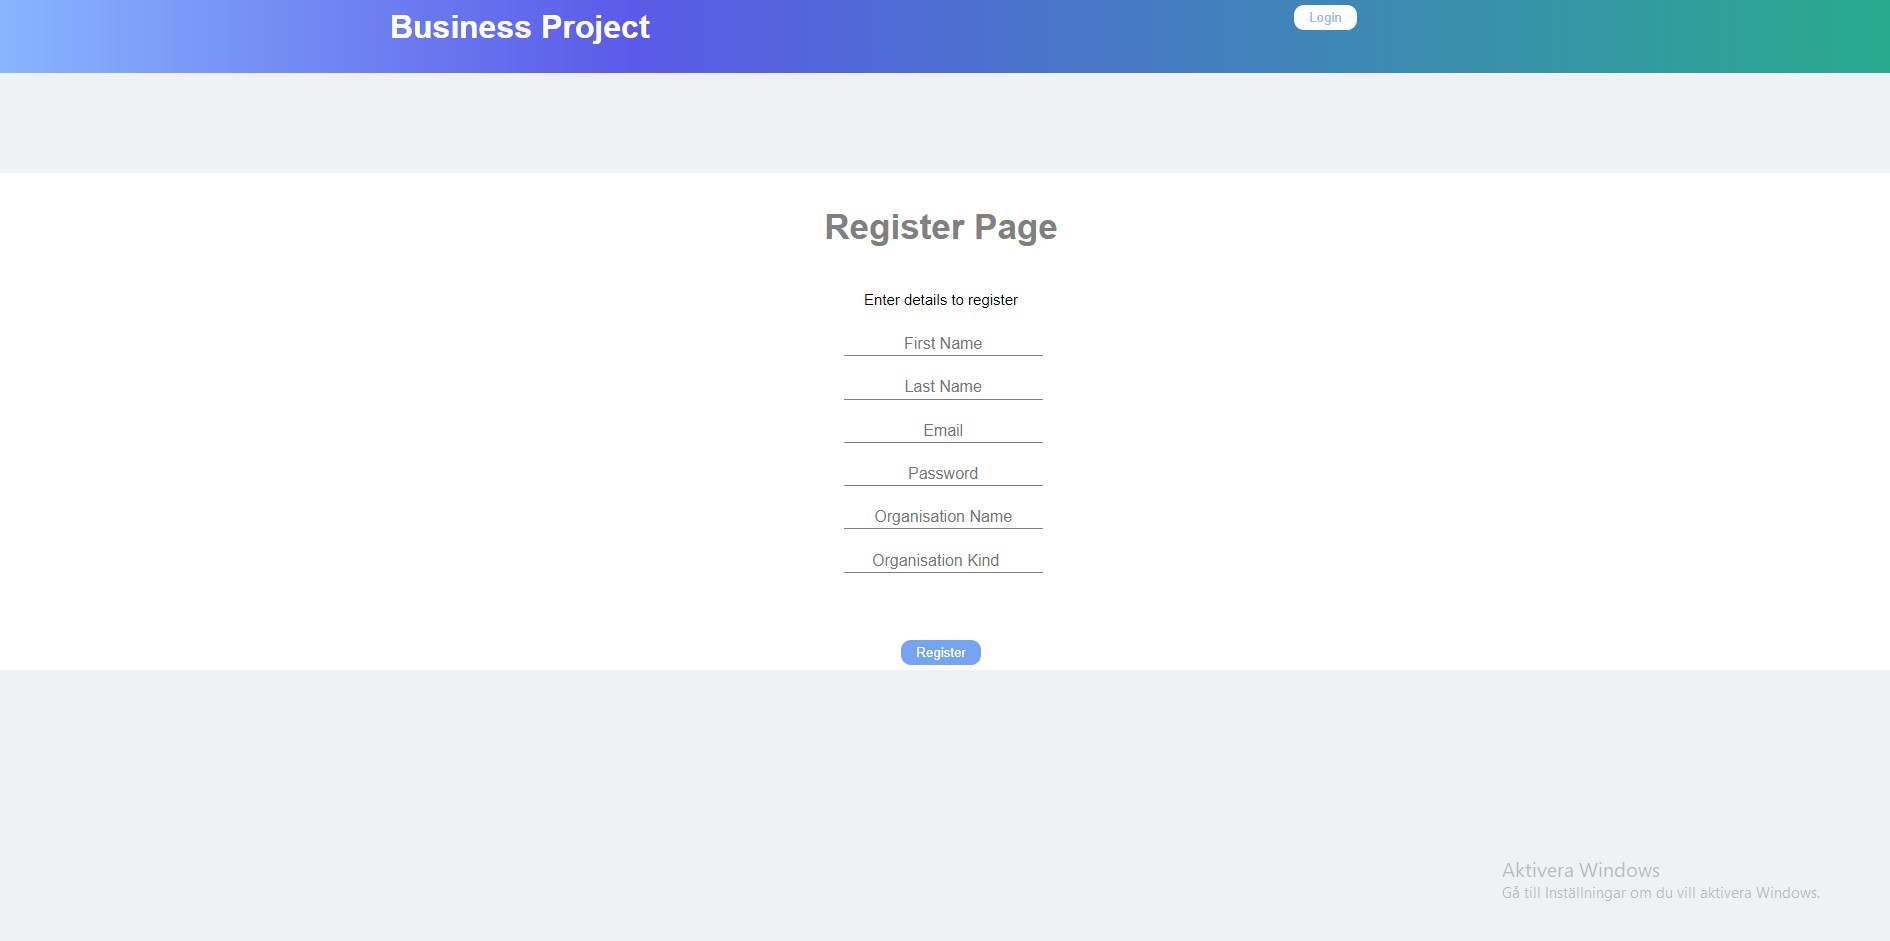 Business Project
Login
Register Page
Enter details to register
First Name
Last Name
Email
Password
Organisation Name
Organisation Kind
Register
Aktivera Windows
Gå till Inställningar om du vill aktivera Windows.